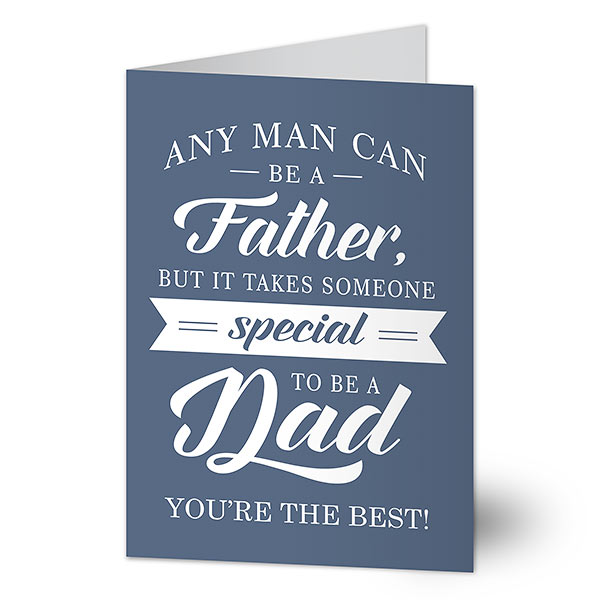 ANY MAN CAN
BE A
Father,
BUT IT TAKES SOMEONE
special
TO BE A
Dad
YOU'RE THE BEST!